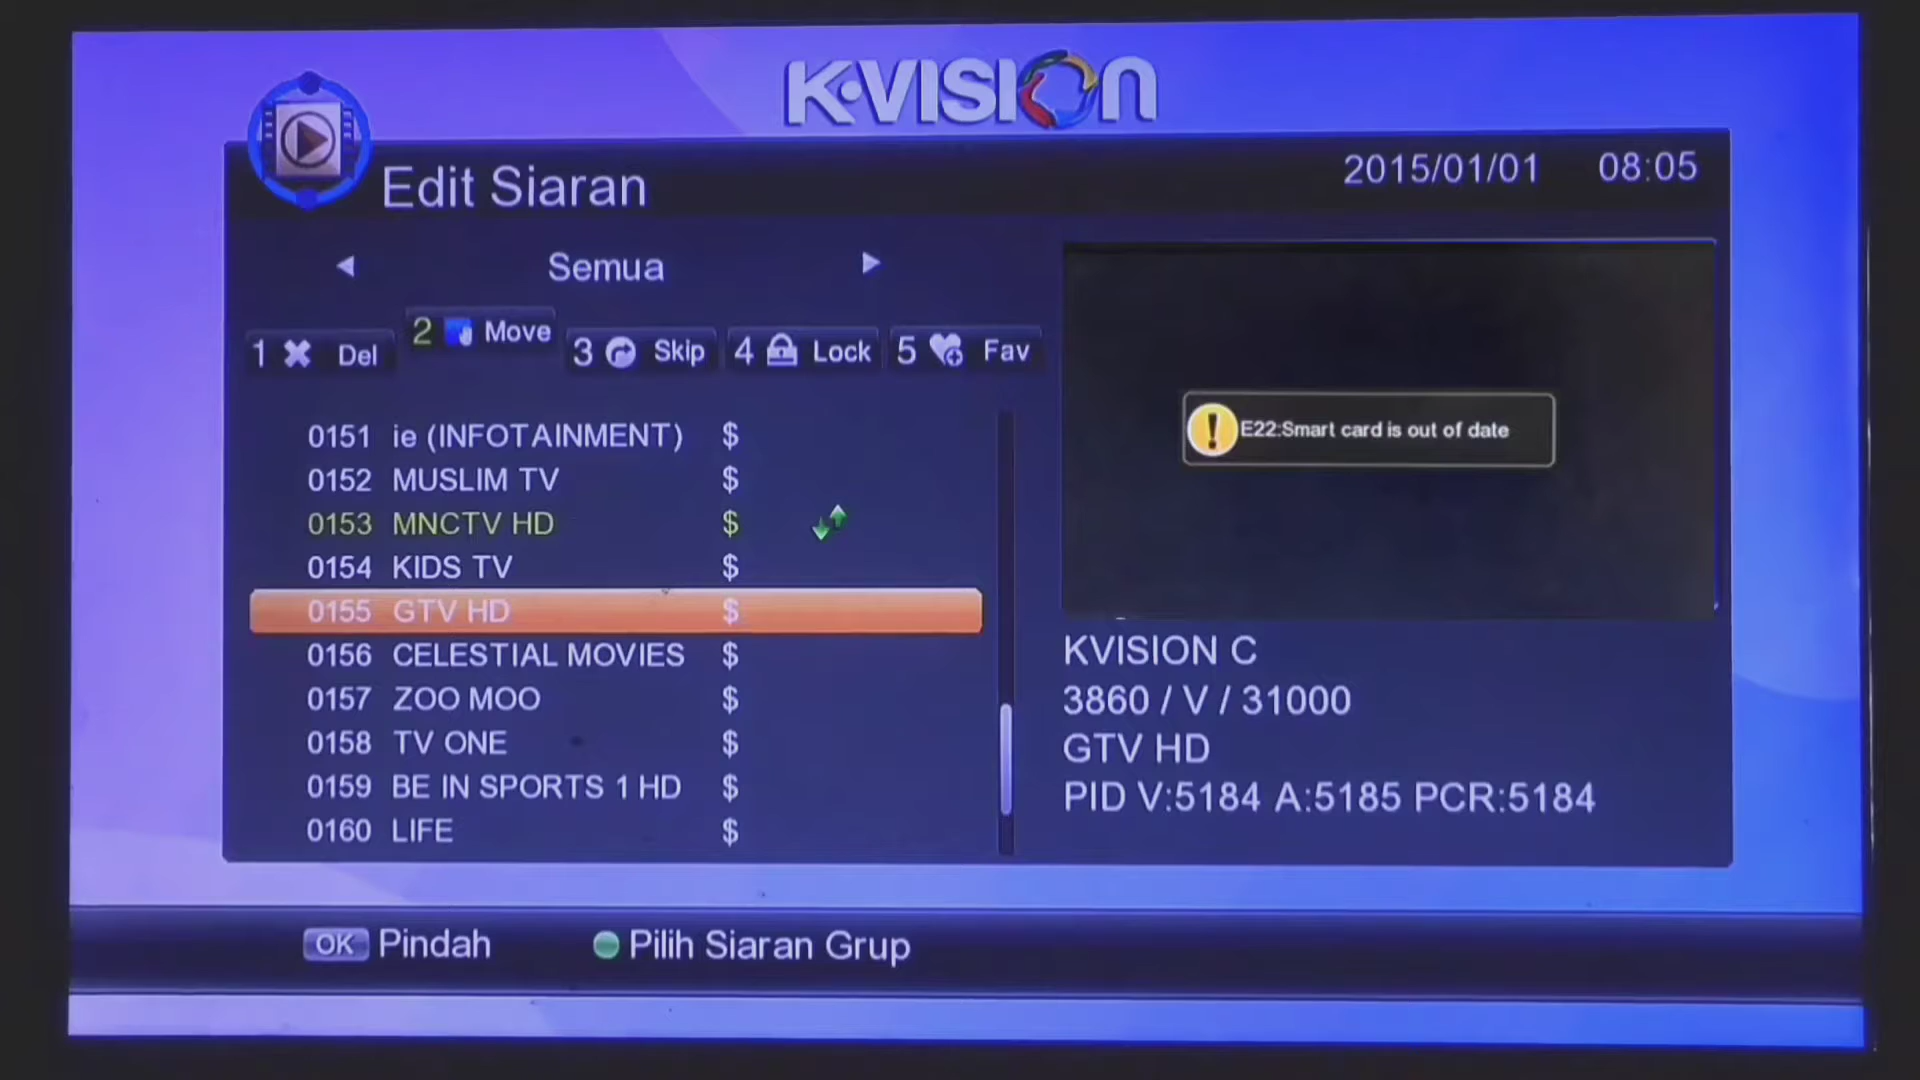 K-VISION
Edit Siaran
2015/01/01 08:05
Semua
1 Del
2 Move
3 Skip
4 Lock
5 Fav
0151 ie (INFOTAINMENT) $
0152 MUSLIM TV $
0153 MNCTV HD $
0154 KIDS TV $
0155 GTV HD $
0156 CELESTIAL MOVIES $
0157 ZOO MOO $
0158 TV ONE $
0159 BE IN SPORTS 1 HD $
0160 LIFE $
E22:Smart card is out of date
KVISION C
3860 / V / 31000
GTV HD
PID V:5184 A:5185 PCR:5184
OK Pindah
Pilih Siaran Grup